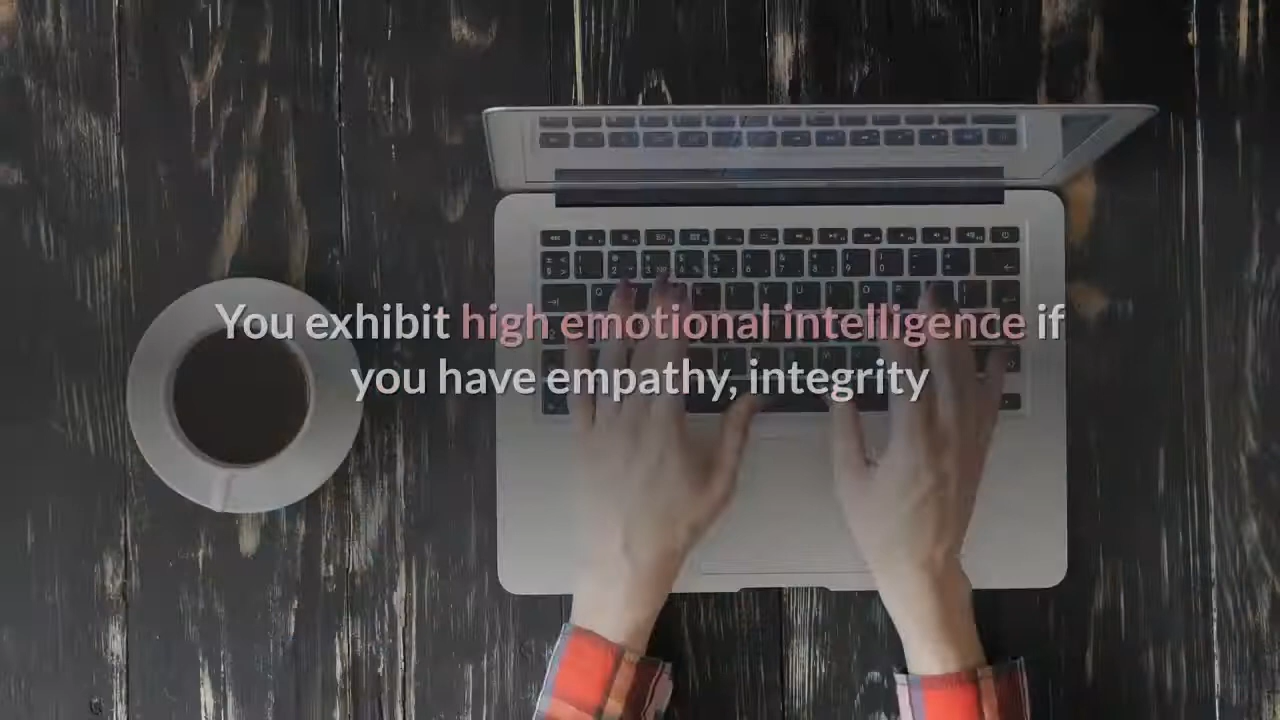 You exhibit high emotional intelligence if
you have empathy, integrity